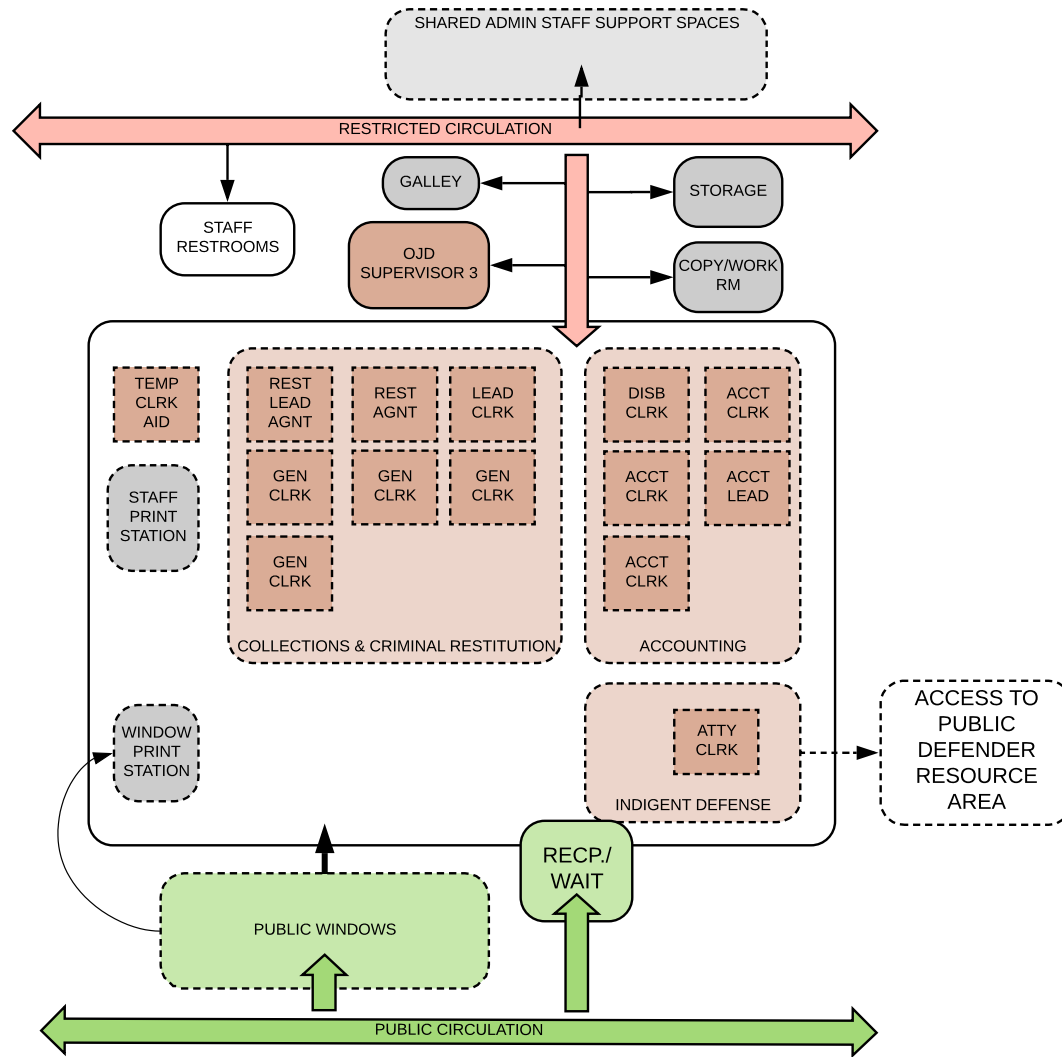 SHARED ADMIN STAFF SUPPORT SPACES
RESTRICTED CIRCULATION
GALLEY
STORAGE
STAFF
RESTROOMS
OJD
SUPERVISOR 3
COPY/WORK
RM
TEMP
CLRK
AID
REST
LEAD
AGNT
REST
AGNT
LEAD
CLRK
DISB
CLRK
ACCT
CLRK
STAFF
PRINT
STATION
GEN
CLRK
GEN
CLRK
GEN
CLRK
ACCT
CLRK
ACCT
LEAD
GEN
CLRK
ACCT
CLRK
COLLECTIONS & CRIMINAL RESTITUTION
ACCOUNTING
WINDOW
PRINT
STATION
ATTY
CLRK
INDIGENT DEFENSE
ACCESS TO
PUBLIC
DEFENDER
RESOURCE
AREA
RECP./
WAIT
PUBLIC WINDOWS
PUBLIC CIRCULATION